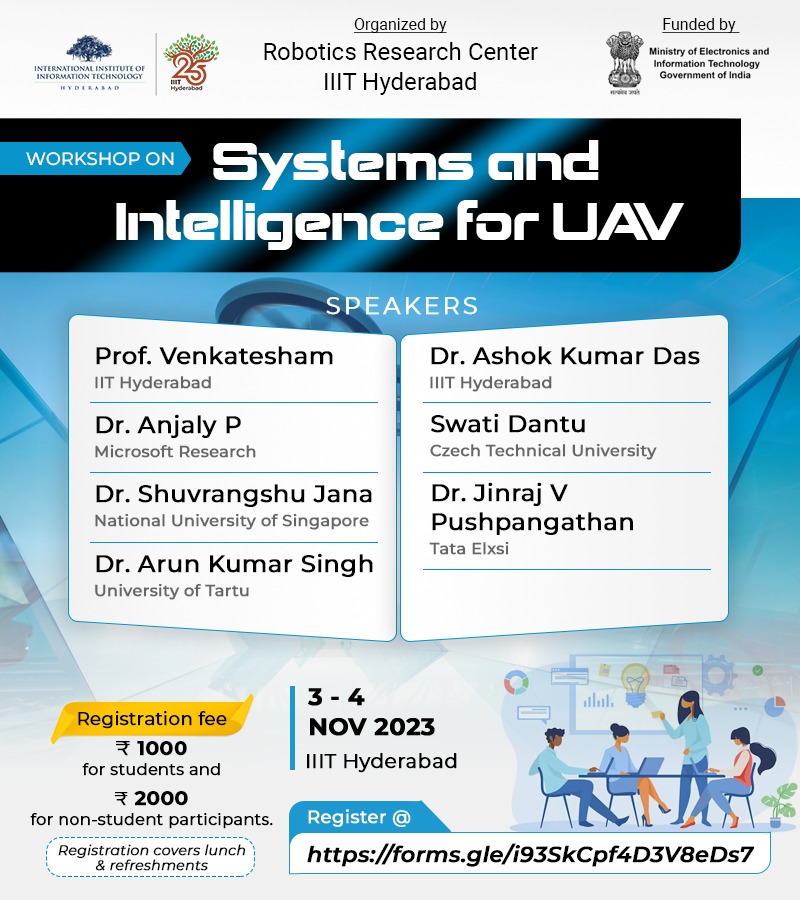 INTERNATIONAL INSTITUTE OF
INFORMATION TECHNOLOGY
HYDERABAD
25
IIIT
Hyderabad
Organized by
Robotics Research Center
IIIT Hyderabad
Funded by
सत्यमेव जयते
Ministry of Electronics and
Information Technology
Government of India
WORKSHOP ON
Systems and
Intelligence for UAV
SPEAKERS
Prof. Venkatesham
IIT Hyderabad
Dr. Anjaly P
Microsoft Research
Dr. Shuvrangshu Jana
National University of Singapore
Dr. Arun Kumar Singh
University of Tartu
Dr. Ashok Kumar Das
IIIT Hyderabad
Swati Dantu
Czech Technical University
Dr. Jinraj V
Pushpangathan
Tata Elxsi
Registration fee
₹ 1000
for students and
₹ 2000
for non-student participants.
Registration covers lunch
& refreshments
3 - 4
NOV 2023
IIIT Hyderabad
Register @
https://forms.gle/i93SkCpf4D3V8eDs7